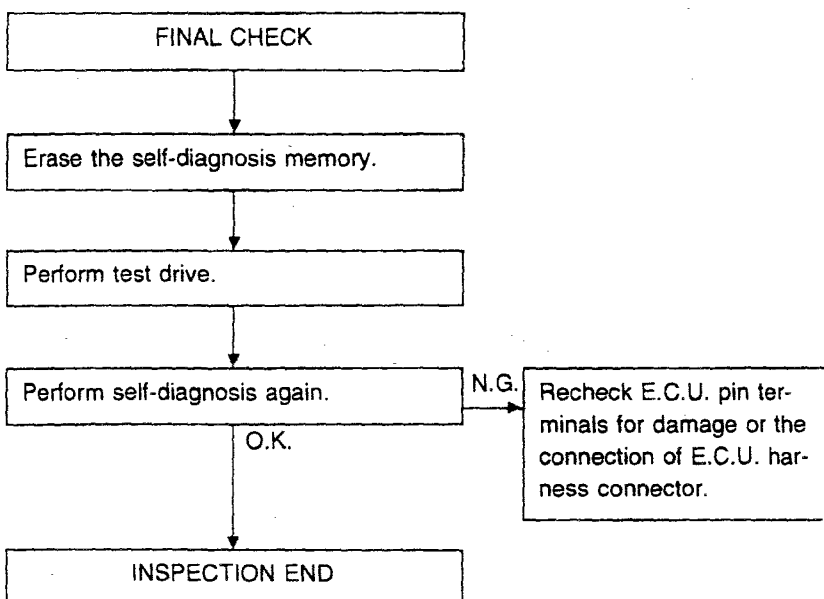 FINAL CHECK
Erase the self-diagnosis memory.
Perform test drive.
Perform self-diagnosis again.
N.G.
Recheck E.C.U. pin ter-
minals for damage or the
connection of E.C.U. har-
ness connector.
O.K.
INSPECTION END